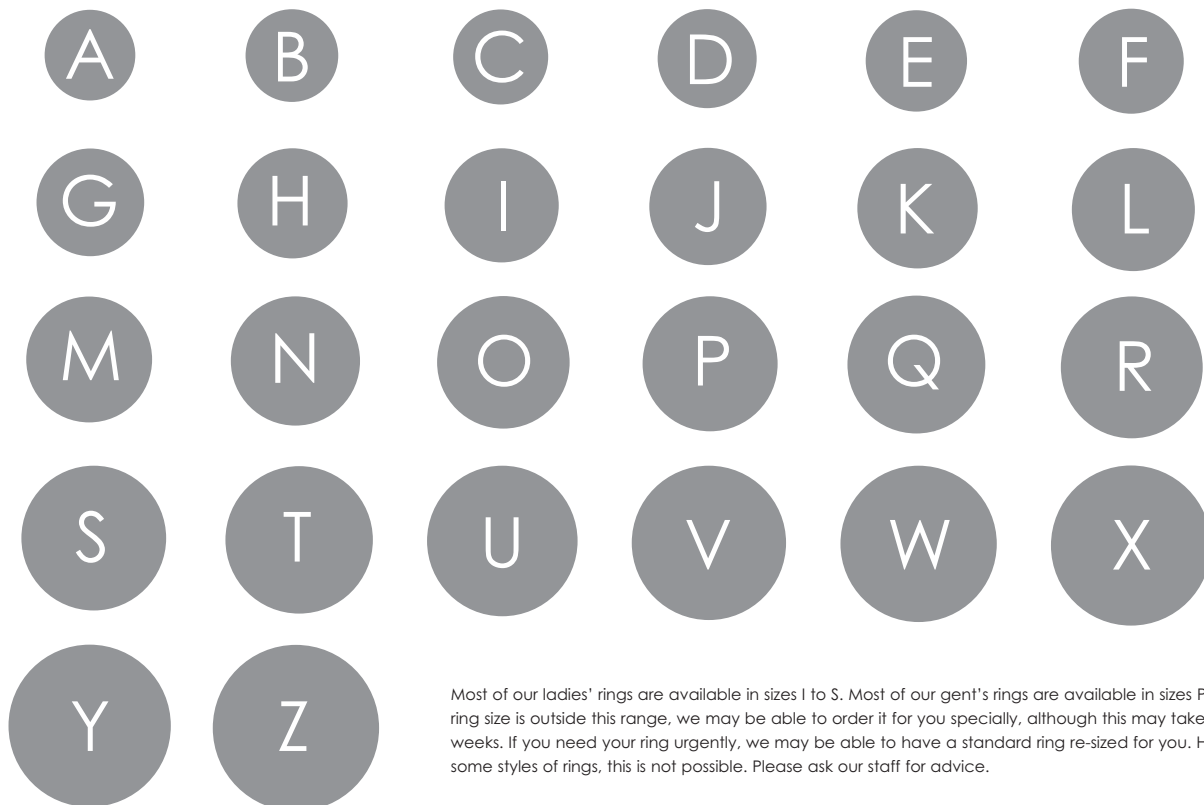 A B C D E F
G H I J K L
M N O P Q R
S T U V W X
Y Z
Most of our ladies' rings are available in sizes I to S. Most of our gent's rings are available in sizes P
ring size is outside this range, we may be able to order it for you specially, although this may take
weeks. If you need your ring urgently, we may be able to have a standard ring re-sized for you. H
some styles of rings, this is not possible. Please ask our staff for advice.